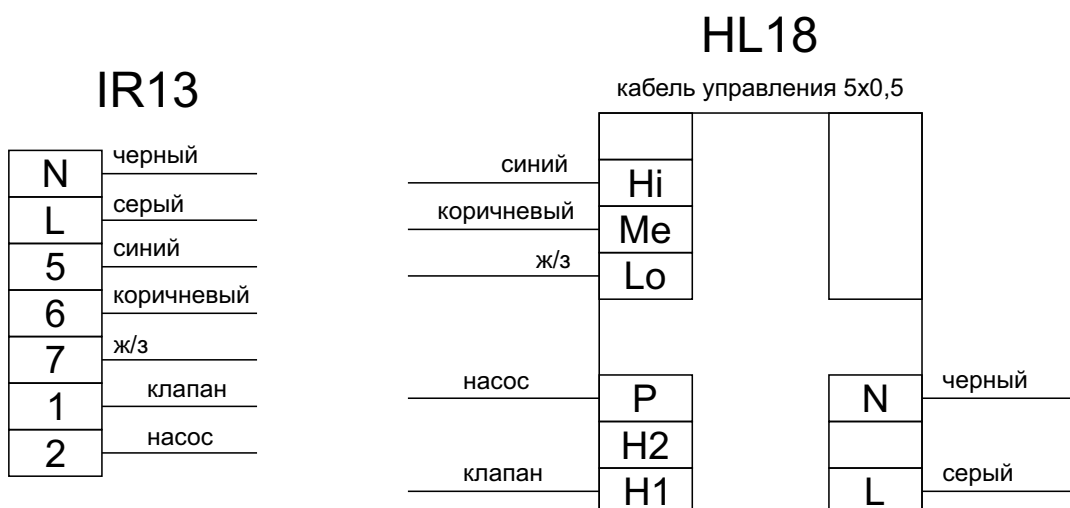 IR13
N
черный
L
серый
5
синий
6
коричневый
7
ж/з
1
клапан
2
насос
HL18
кабель управления 5х0,5
синий
Hi
коричневый
Me
ж/з
Lo
насос
P
N
черный
H2
клапан
H1
L
серый